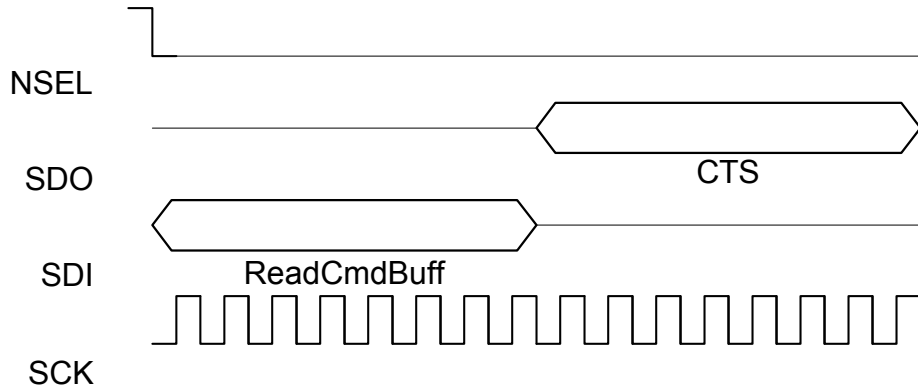 NSEL
SDO
CTS
SDI
ReadCmdBuff
SCK